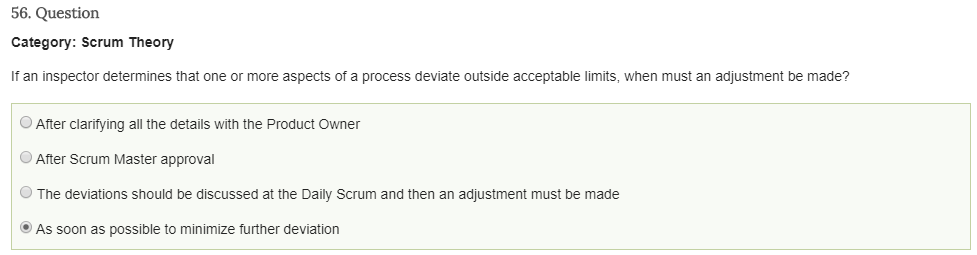 56. Question
Category: Scrum Theory
If an inspector determines that one or more aspects of a process deviate outside acceptable limits, when must an adjustment be made?
After clarifying all the details with the Product Owner
After Scrum Master approval
The deviations should be discussed at the Daily Scrum and then an adjustment must be made
As soon as possible to minimize further deviation